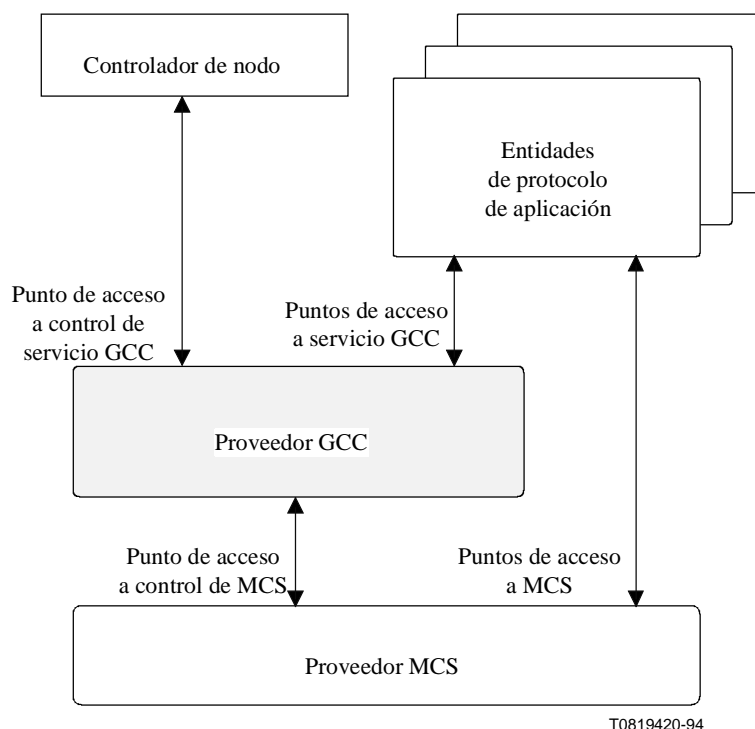 Controlador de nodo
Entidades
de protocolo
de aplicación
Punto de acceso
a control de
servicio GCC
Puntos de acceso
a servicio GCC
Proveedor GCC
Punto de acceso
a control de MCS
Puntos de acceso
a MCS
Proveedor MCS
T0819420-94